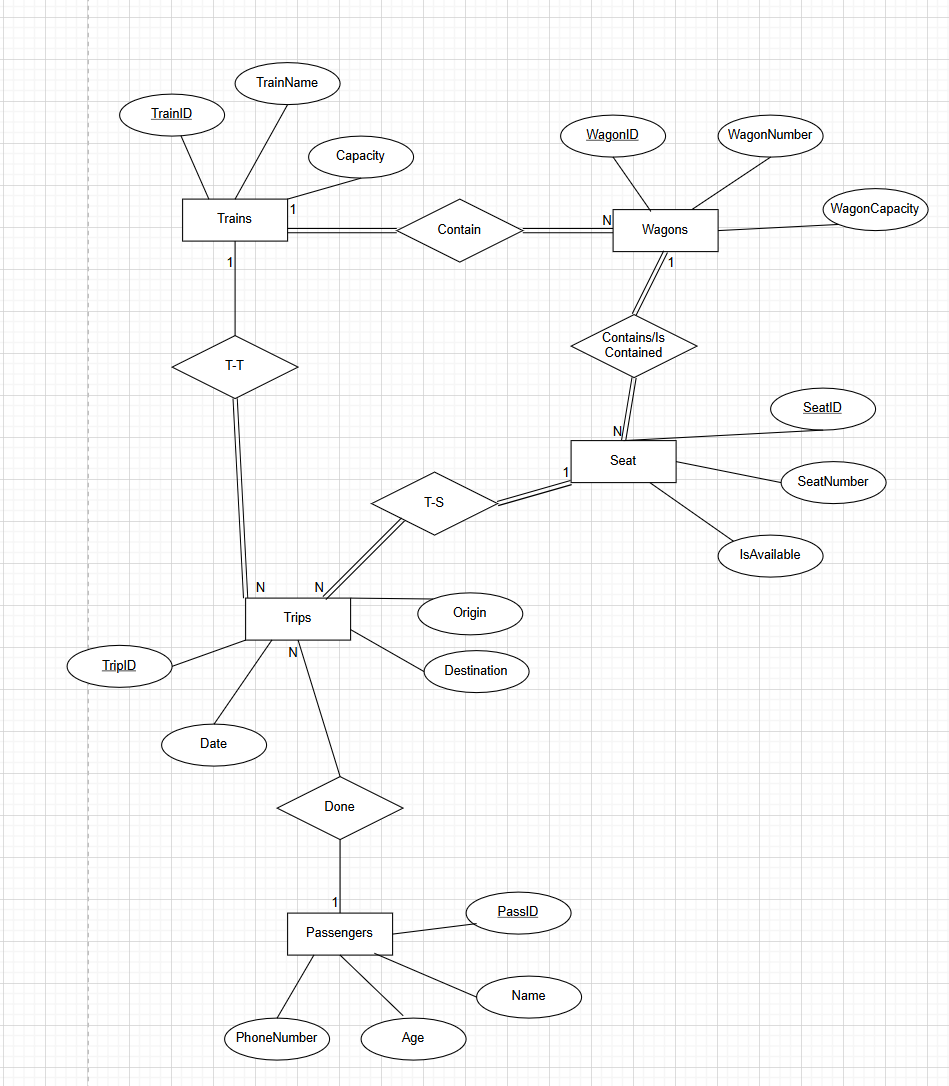 TrainName
TrainID
WagonID
WagonNumber
Capacity
1
Trains
Contain
N
Wagons
WagonCapacity
1
1
Contains/Is
Contained
T-T
SeatID
N
Seat
1
SeatNumber
T-S
IsAvailable
N
N
Trips
Origin
N
TripID
Destination
Date
Done
1
Passengers
PassID
Name
PhoneNumber
Age